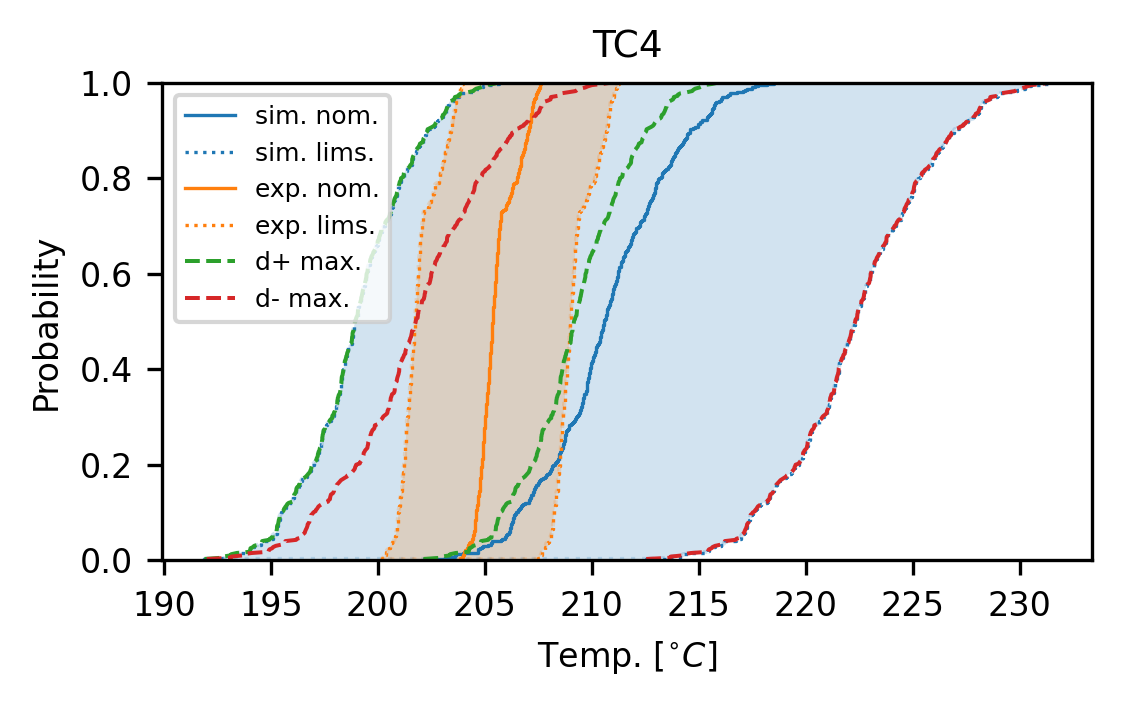 TC4
1.0
0.8
0.6
0.4
0.2
0.0
Probability
sim. nom.
sim. lims.
exp. nom.
exp. lims.
d+ max.
d- max.
190 195 200 205 210 215 220 225 230
Temp. [°C]